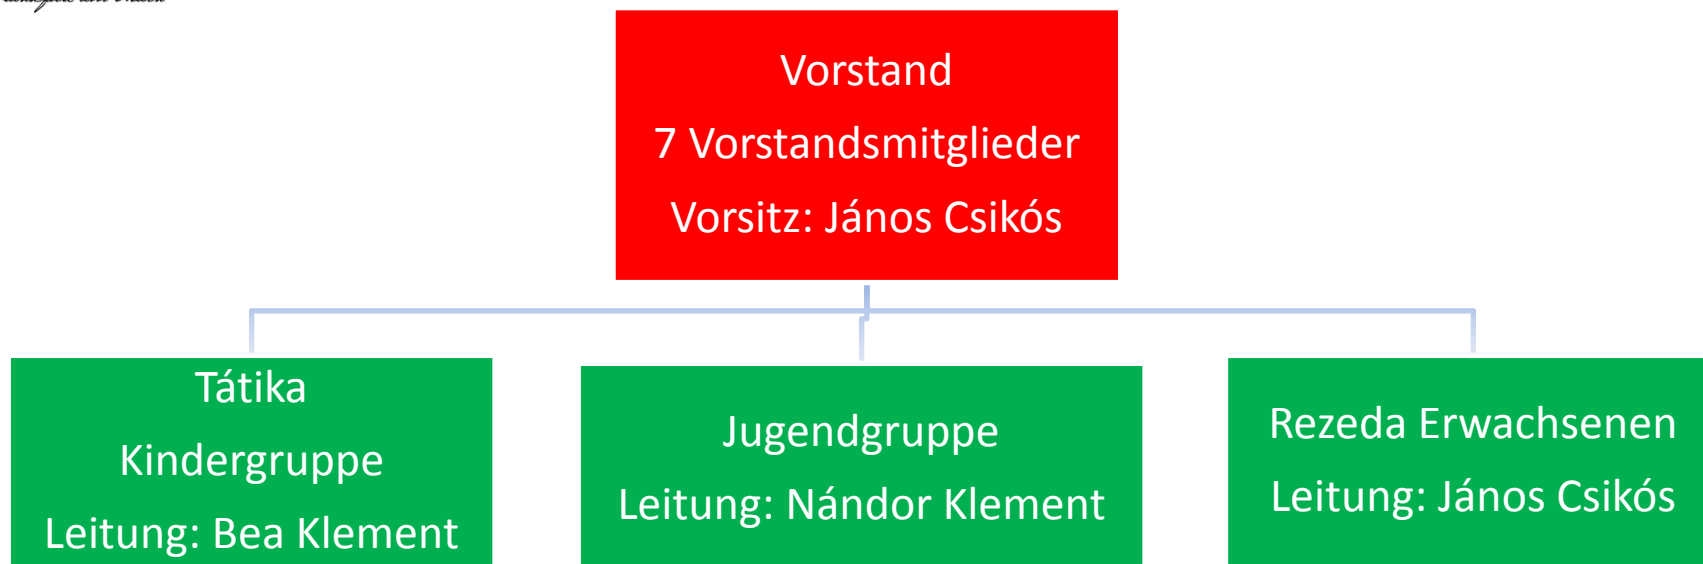 Vorstand
7 Vorstandsmitglieder
Vorsitz: János Csikós
Tátika
Kindergruppe
Leitung: Bea Klement
Jugendgruppe
Leitung: Nándor Klement
Rezeda Erwachsenen
Leitung: János Csikós